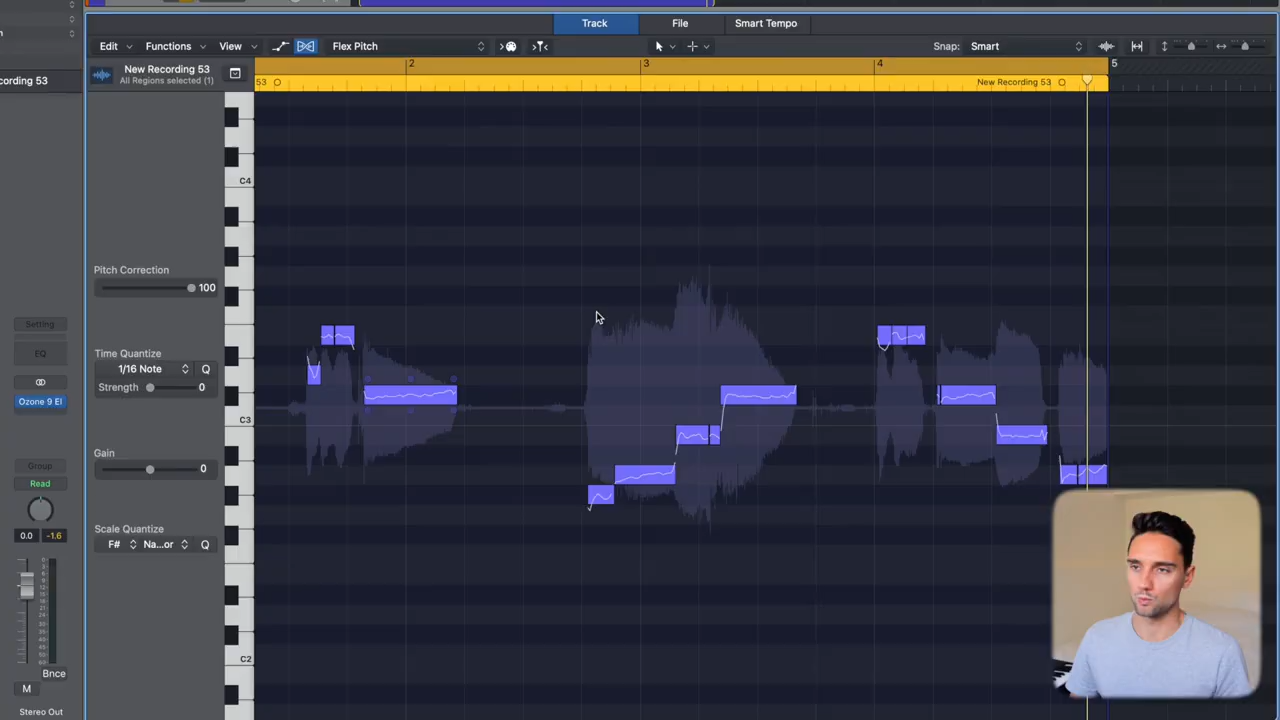 Track File Smart Tempo
Edit Functions View Flex Pitch Snap: Smart
New Recording 53
All Regions selected (1)
2 3 4 5
53 New Recording 53
cording 53
C4
Pitch Correction
100
Setting
EQ
Time Quantize
1/16 Note Q
Strength 0
Ozone 9 El
C3
Gain
0
Group
Read
Scale Quantize
0.0 -1.6
F# Na...or Q
C2
Bnce
M
Stereo Out